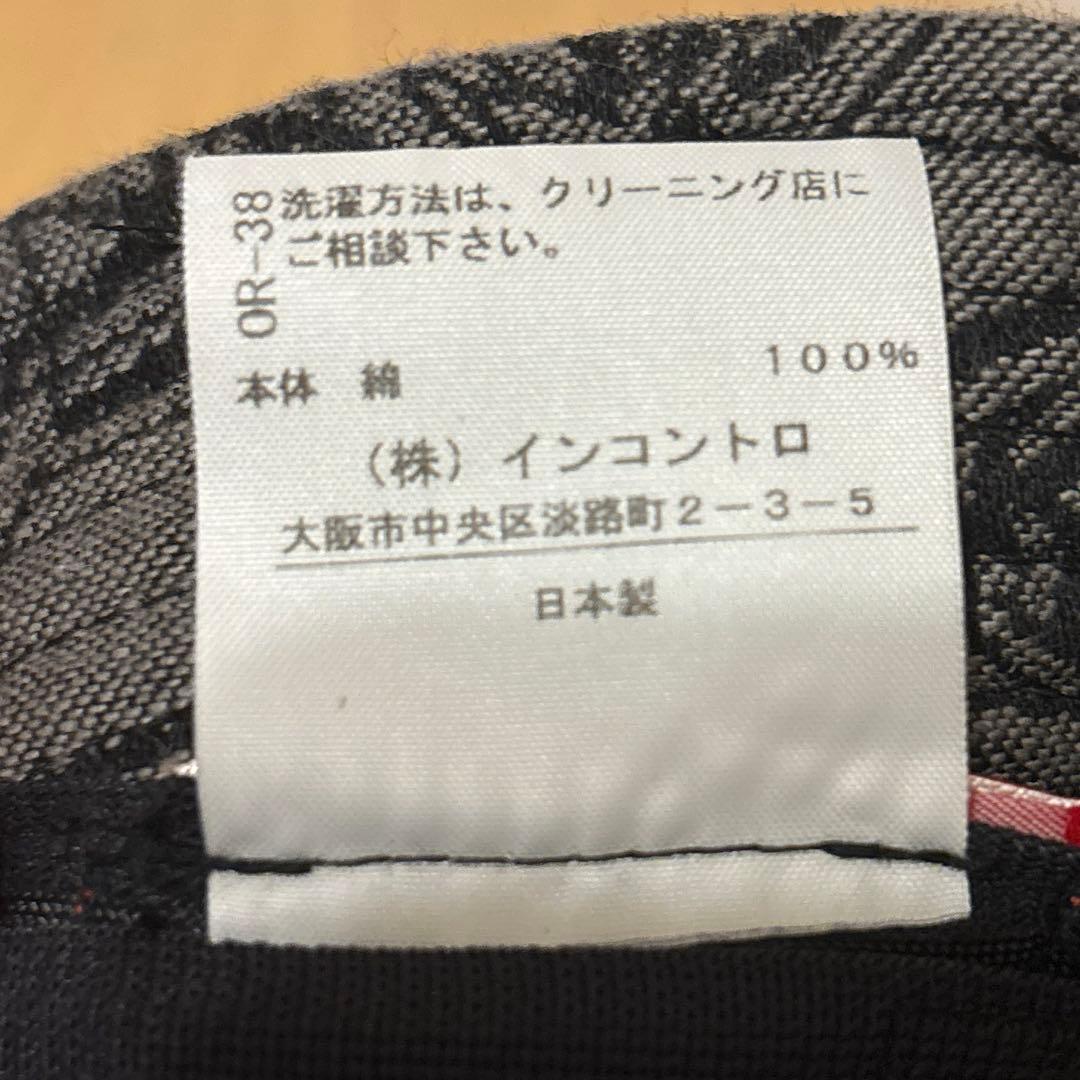 OR-38
洗濯方法は、クリーニング店に
ご相談下さい。
本体 綿 100%
（株）インコントロ
大阪市中央区淡路町2-3-5
日本製